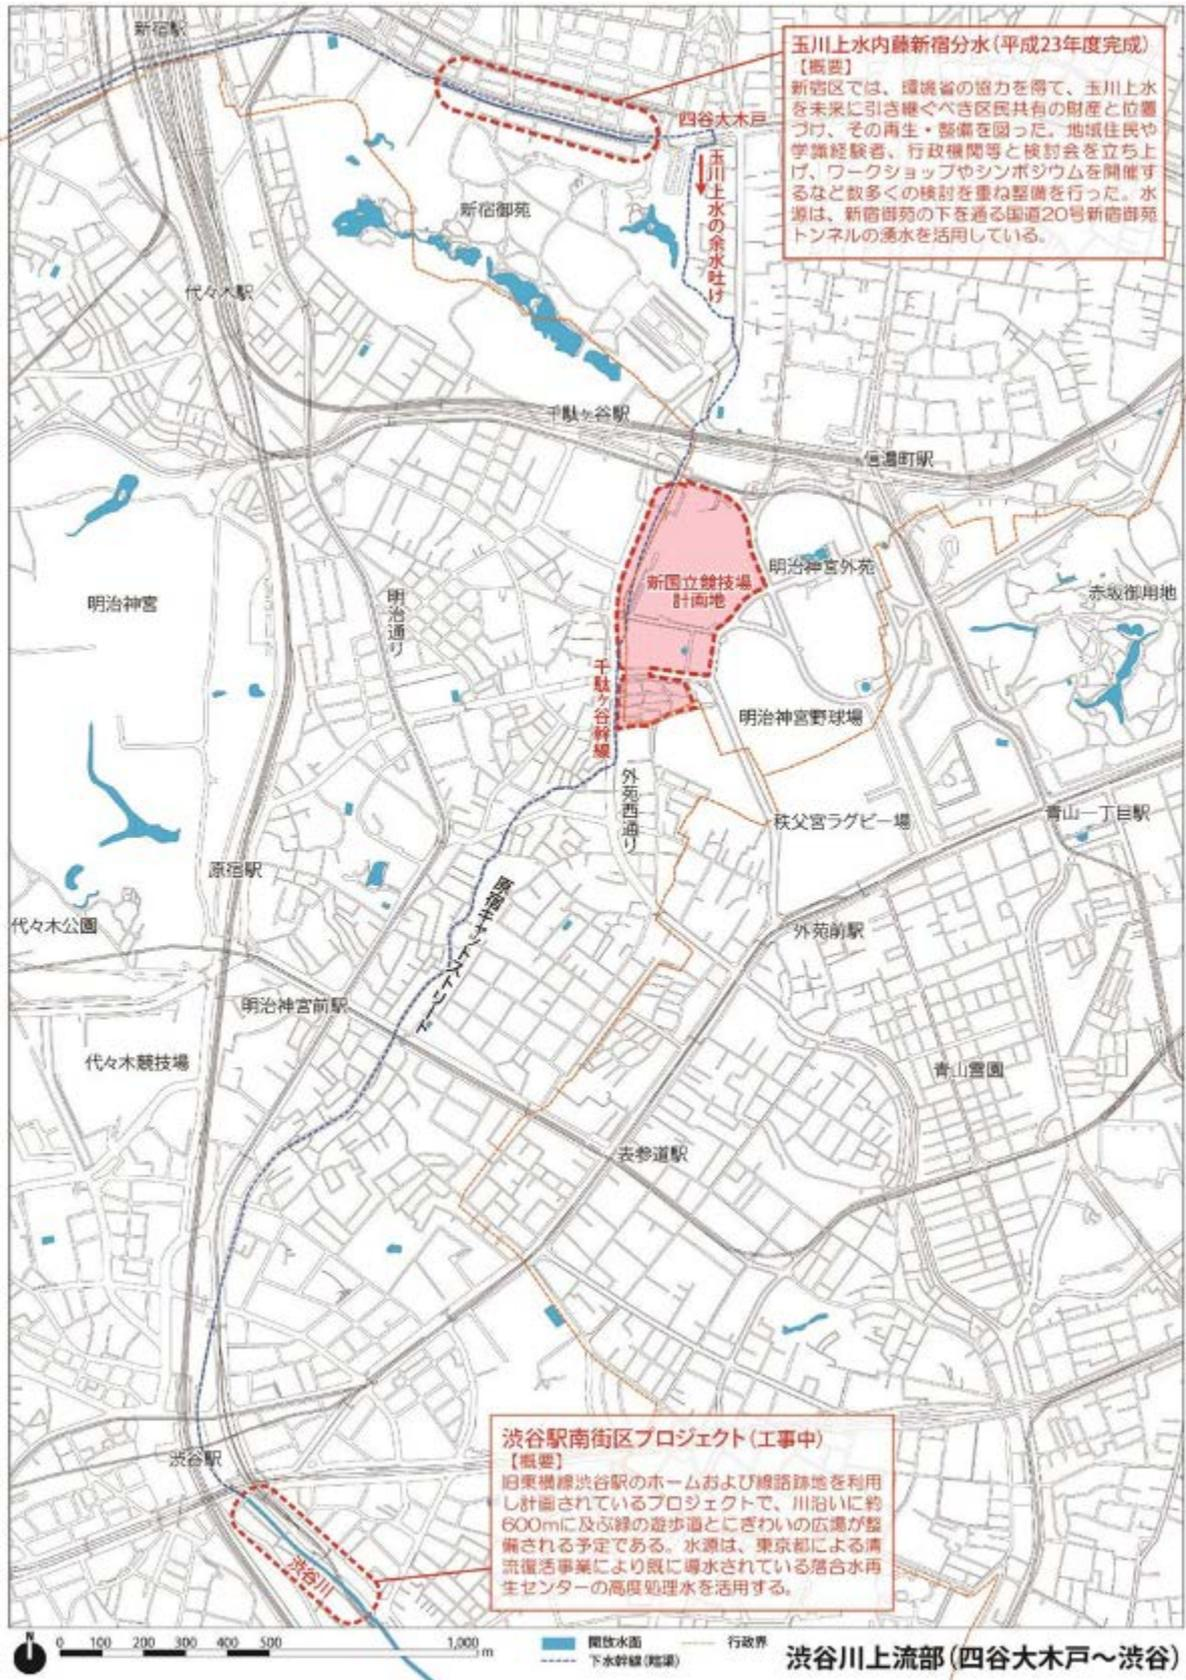 新宿駅
玉川上水内藤新宿分水(平成23年度完成)
【概要】
新宿区では、環境省の協力を得て、玉川上水
を未来に引き継ぐべき区民共有の財産と位置
づけ、その再生・整備を図った。地域住民や
学識経験者、行政機関等と検討会を立ち上
げ、ワークショップやシンポジウムを開催す
るなど数多くの検討を重ね整備を行った。水
源は、新宿御苑の下を通る国道20号新宿御苑
トンネルの湧水を活用している。
四谷大木戸
玉川上水の余水吐け
新宿御苑
代々木駅
千駄ヶ谷駅
信濃町駅
新国立競技場
計画地
明治神宮外苑
赤坂御用地
明治神宮
明治通り
千駄ヶ谷幹線
明治神宮野球場
外苑西通り
秩父宮ラグビー場
青山一丁目駅
原宿駅
原宿キャットストリート
代々木公園
外苑前駅
明治神宮前駅
代々木競技場
青山霊園
表参道駅
渋谷駅
渋谷駅南街区プロジェクト(工事中)
【概要】
旧東横線渋谷駅のホームおよび線路跡地を利用
し計画されているプロジェクトで、川沿いに約
600mに及ぶ緑の遊歩道とにぎわいの広場が整
備される予定である。水源は、東京都による清
流復活事業により既に導水されている落合水再
生センターの高度処理水を活用する。
渋谷川
N
0 100 200 300 400 500 1,000
m
開放水面
行政界
下水幹線(暗渠)
渋谷川上流部(四谷大木戸〜渋谷)